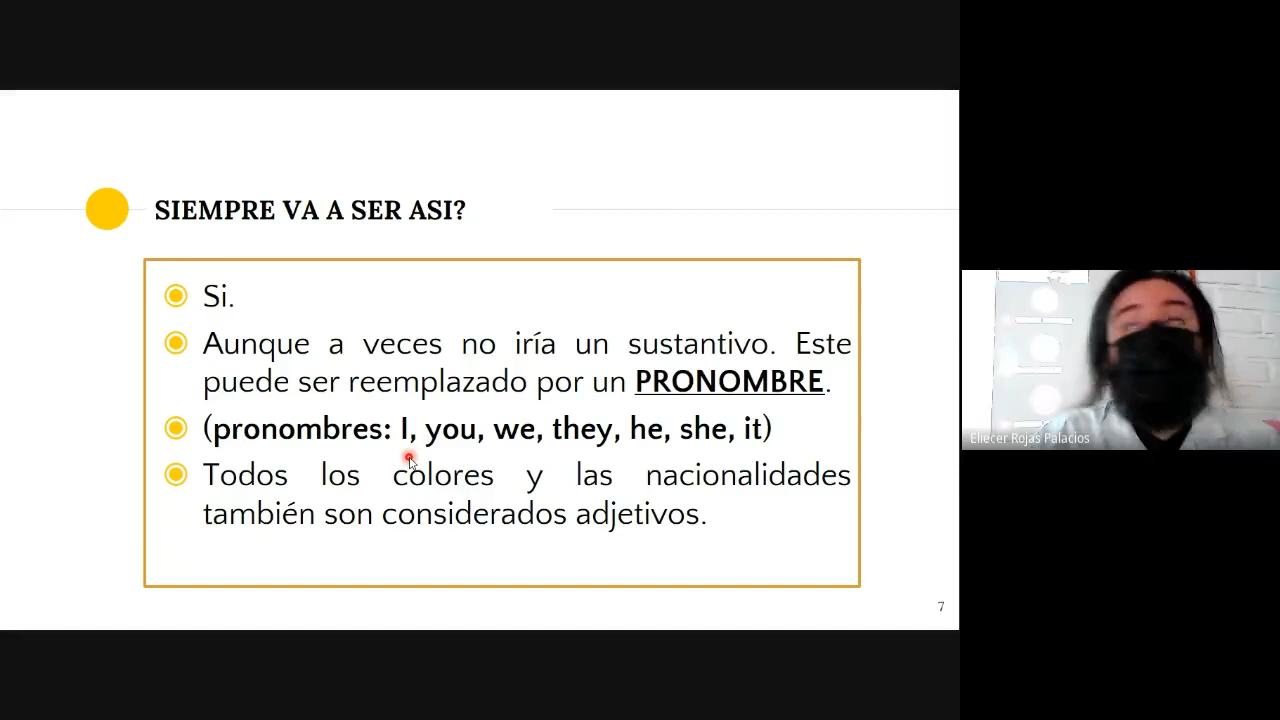 SIEMPRE VA A SER ASI?
Si.
Aunque a veces no iría un sustantivo. Este
puede ser reemplazado por un PRONOMBRE.
(pronombres: I, you, we, they, he, she, it)
Todos los colores y las nacionalidades
también son considerados adjetivos.
7
Eliecer Rojas Palacios